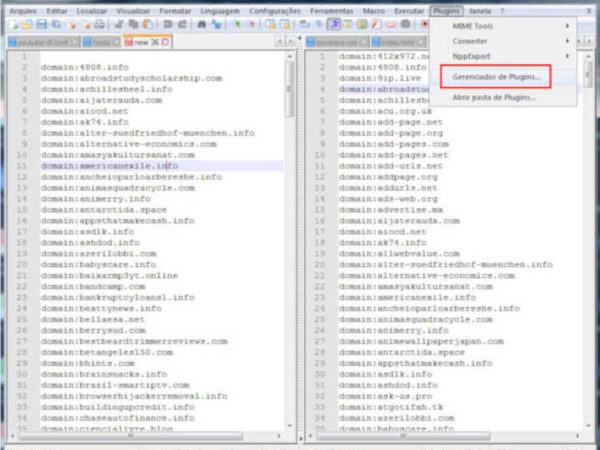 Arquivo Editar Localizar Visualizar Formatar Linguagem Configurações Ferramentas Macro Executar Plugins Janela ? X
youtube-dl.conf hosts new 36
index.html
MIME Tools
Converter
NppExport
Gerenciador de Plugins...
Abrir pasta de Plugins...
1
2 domain:4808.info
3 domain:abroadstudyscholarship.com
4 domain:achillesheel.info
5 domain:aijaterauda.com
6 domain:aiocd.net
7 domain:ak74.info
8 domain:alter-suedfriedhof-muenchen.info
9 domain:alternative-economics.com
10 domain:amasyakultursanat.com
11 domain:americanexile.info
12 domain:ancheioparloarbereshe.info
13 domain:animasquadracycle.com
14 domain:animerry.info
15 domain:antarctida.space
16 domain:appsthatmakecash.info
17 domain:asdlk.info
18 domain:ashdod.info
19 domain:azerilobbi.com
20 domain:babyscare.info
21 domain:baixarmp3yt.online
22 domain:bandcamp.com
23 domain:bankruptcyloans1.info
24 domain:beattynews.info
25 domain:bellaesa.net
26 domain:berrysud.com
27 domain:bestbeardtrimmerreviews.com
28 domain:betangeles150.com
29 domain:bhints.com
30 domain:brainsnacks.info
31 domain:brazil-smartiptv.com
32 domain:browserhijackerremoval.info
33 domain:buildingupcredit.info
34 domain:chaseautofinance.info
35 domain:ciencialivre.blog
1 domain:412x972.ne
2 domain:4808.info
3 domain:9ip.live
4 domain:abroadstud
5 domain:achillesh
6 domain:acu.org.uk
7 domain:add-page.net
8 domain:add-page.org
9 domain:add-pages.com
10 domain:add-pages.net
11 domain:add-urls.net
12 domain:addpage.org
13 domain:addurls.net
14 domain:ads-web.org
15 domain:advertise.mx
16 domain:aijaterauda.com
17 domain:aiocd.net
18 domain:ak74.info
19 domain:allwebvalue.com
20 domain:alter-suedfriedhof-muenchen.info
21 domain:alternative-economics.com
22 domain:amasyakultursanat.com
23 domain:americanexile.info
24 domain:ancheioparloarbereshe.info
25 domain:animasquadracycle.com
26 domain:animerry.info
27 domain:animewallpaperjapan.com
28 domain:antarctida.space
29 domain:appsthatmakecash.info
30 domain:asdlk.info
31 domain:ashdod.info
32 domain:ask-us.pro
33 domain:atgotifah.tk
34 domain:azerilobbi.com
35 domain:babyscare.info